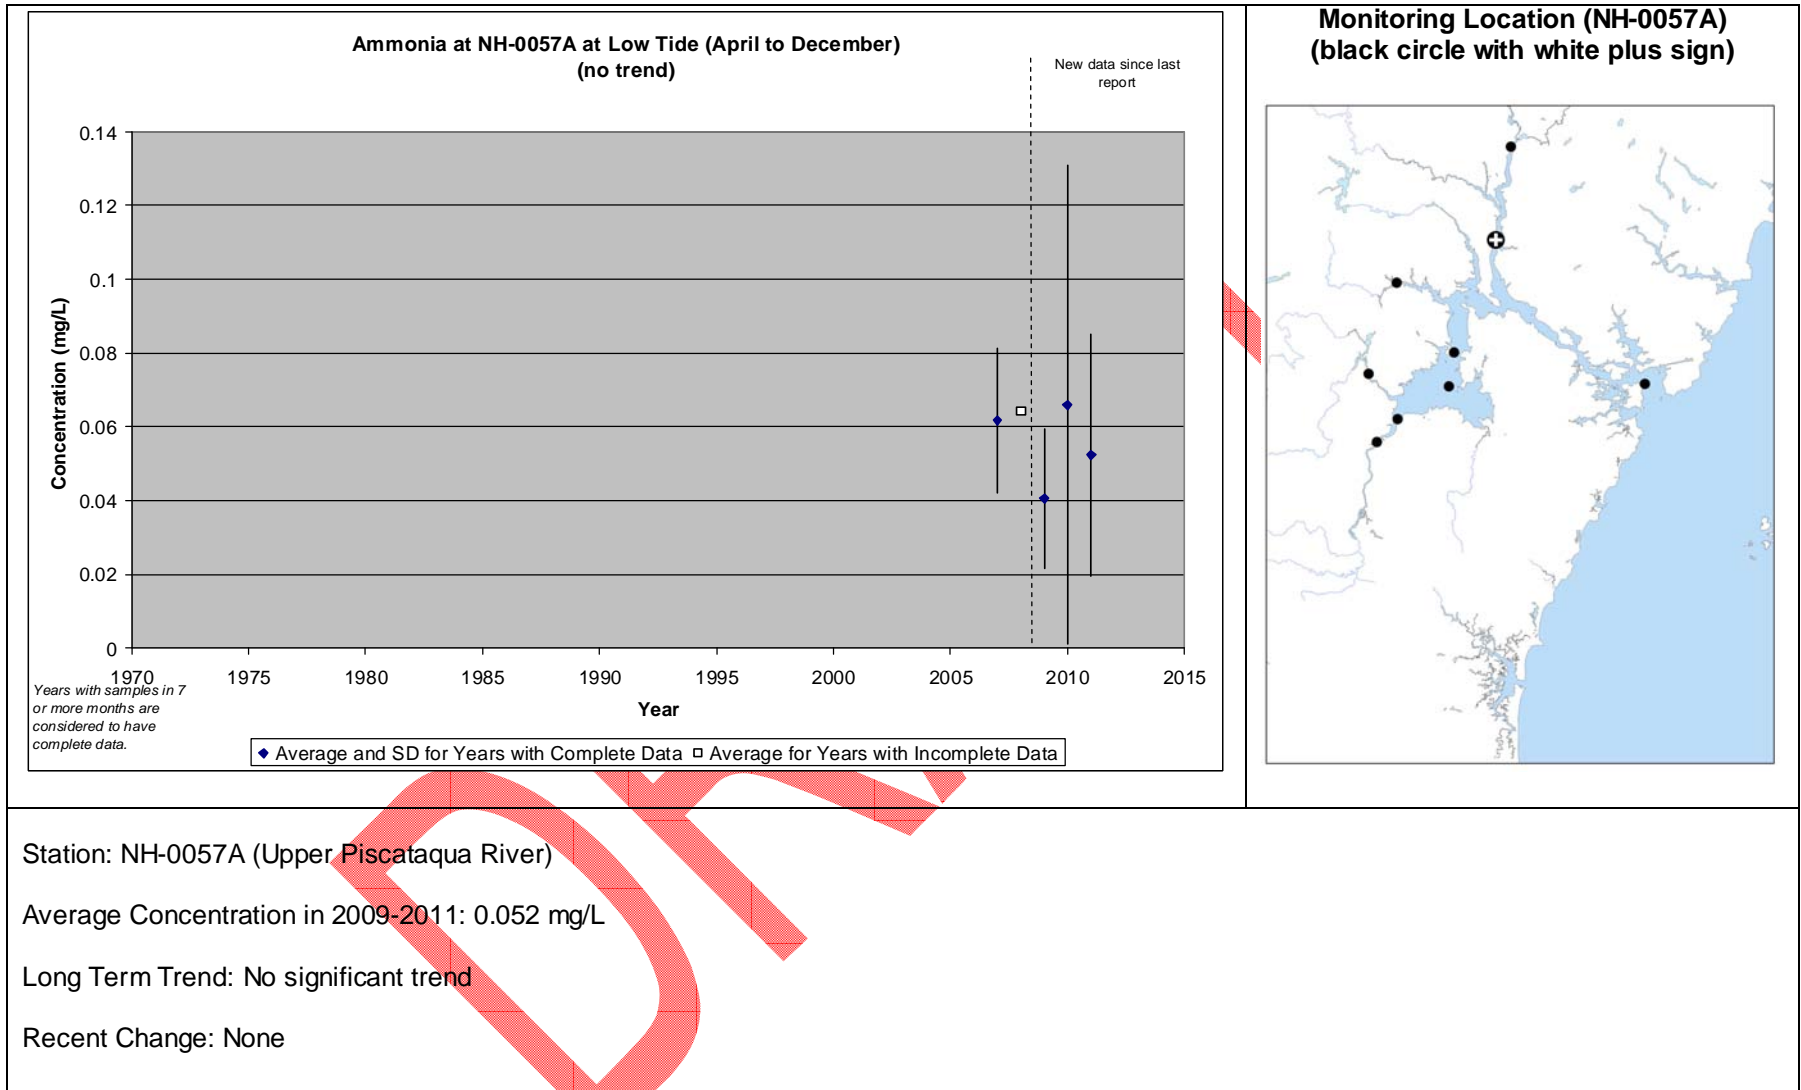 Ammonia at NH-0057A at Low Tide (April to December)
(no trend)
New data since last
report
0.14
0.12
0.1
0.08
0.06
0.04
0.02
0
Concentration (mg/L)
1970 1975 1980 1985 1990 1995 2000 2005 2010 2015
Year
Years with samples in 7
or more months are
considered to have
complete data.
Average and SD for Years with Complete Data Average for Years with Incomplete Data
Monitoring Location (NH-0057A)
(black circle with white plus sign)
Station: NH-0057A (Upper Piscataqua River)
Average Concentration in 2009-2011: 0.052 mg/L
Long Term Trend: No significant trend
Recent Change: None